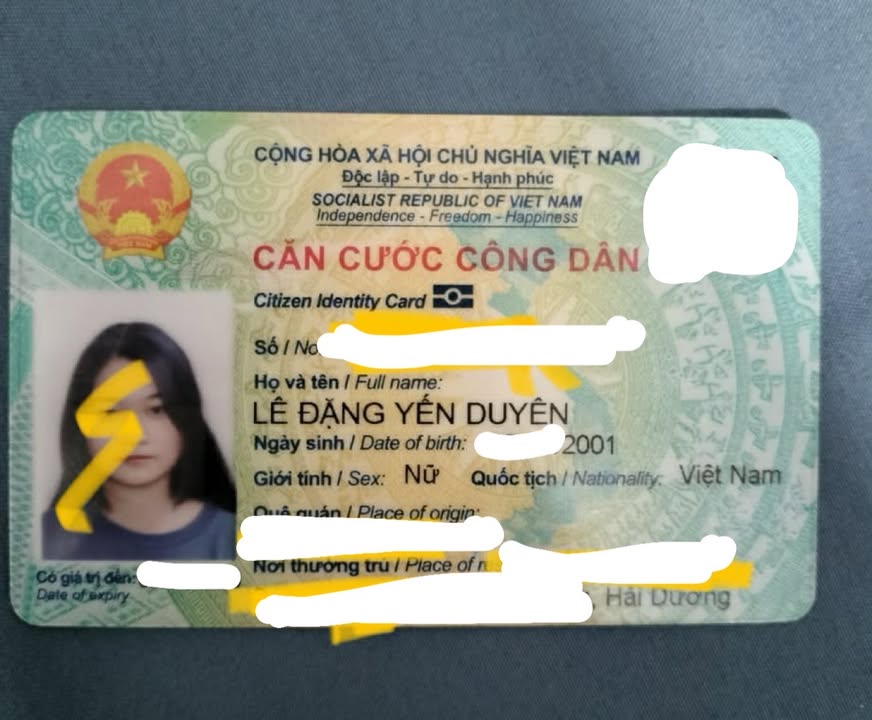 CỘNG HÒA XÃ HỘI CHỦ NGHĨA VIỆT NAM
Độc lập - Tự do - Hạnh phúc
SOCIALIST REPUBLIC OF VIET NAM
Independence - Freedom - Happiness
CĂN CƯỚC CÔNG DÂN
Citizen Identity Card
Số / No
Họ và tên / Full name:
LÊ ĐẶNG YẾN DUYÊN
Ngày sinh / Date of birth: 2001
Giới tính / Sex: Nữ Quốc tịch / Nationality: Việt Nam
Quê quán / Place of origin:
Nơi thường trú / Place of
Hải Dương
Có giá trị đến:
Date of expiry